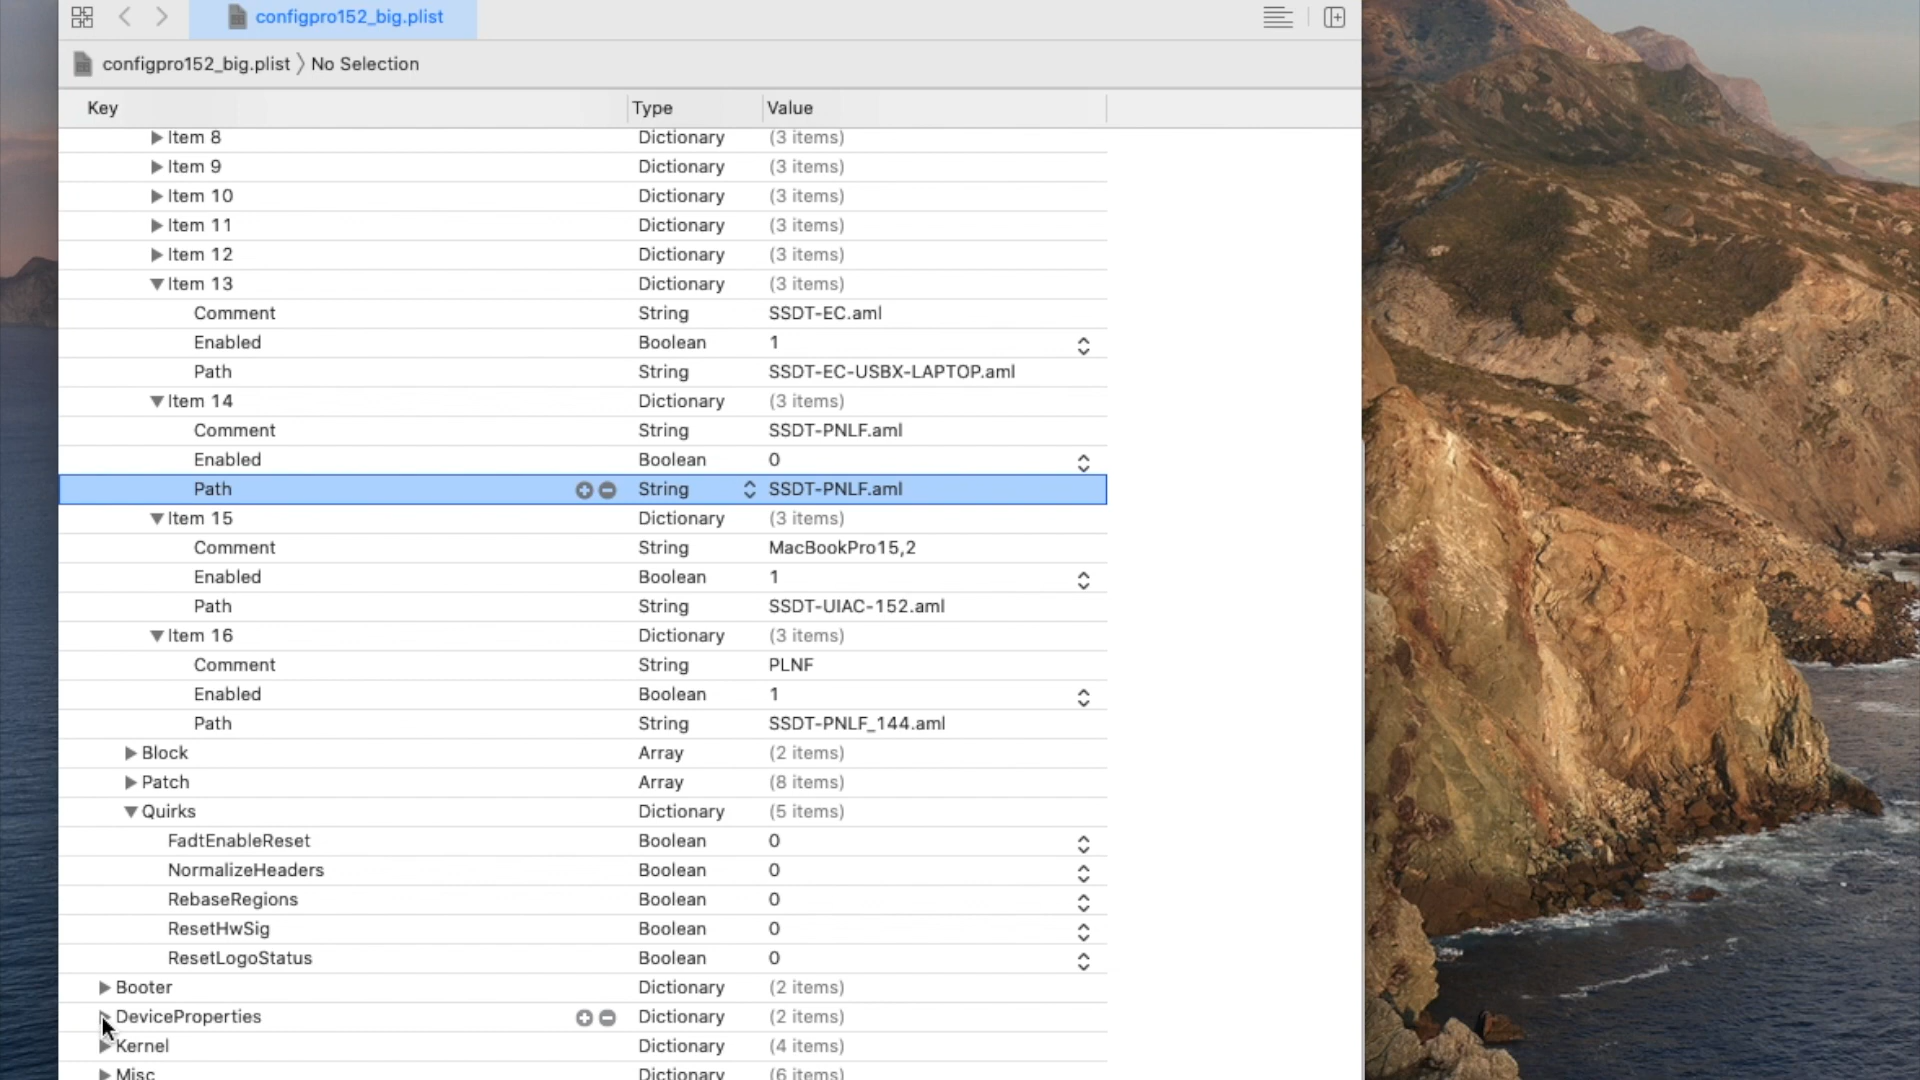 configpro152_big.plist
configpro152_big.plist 〉 No Selection
Key Type Value
Item 8 Dictionary (3 items)
Item 9 Dictionary (3 items)
Item 10 Dictionary (3 items)
Item 11 Dictionary (3 items)
Item 12 Dictionary (3 items)
Item 13 Dictionary (3 items)
Comment String SSDT-EC.aml
Enabled Boolean 1
Path String SSDT-EC-USBX-LAPTOP.aml
Item 14 Dictionary (3 items)
Comment String SSDT-PNLF.aml
Enabled Boolean 0
Path String SSDT-PNLF.aml
Item 15 Dictionary (3 items)
Comment String MacBookPro15,2
Enabled Boolean 1
Path String SSDT-UIAC-152.aml
Item 16 Dictionary (3 items)
Comment String PLNF
Enabled Boolean 1
Path String SSDT-PNLF_144.aml
Block Array (2 items)
Patch Array (8 items)
Quirks Dictionary (5 items)
FadtEnableReset Boolean 0
NormalizeHeaders Boolean 0
RebaseRegions Boolean 0
ResetHwSig Boolean 0
ResetLogoStatus Boolean 0
Booter Dictionary (2 items)
DeviceProperties Dictionary (2 items)
Kernel Dictionary (4 items)
Misc Dictionary (6 items)